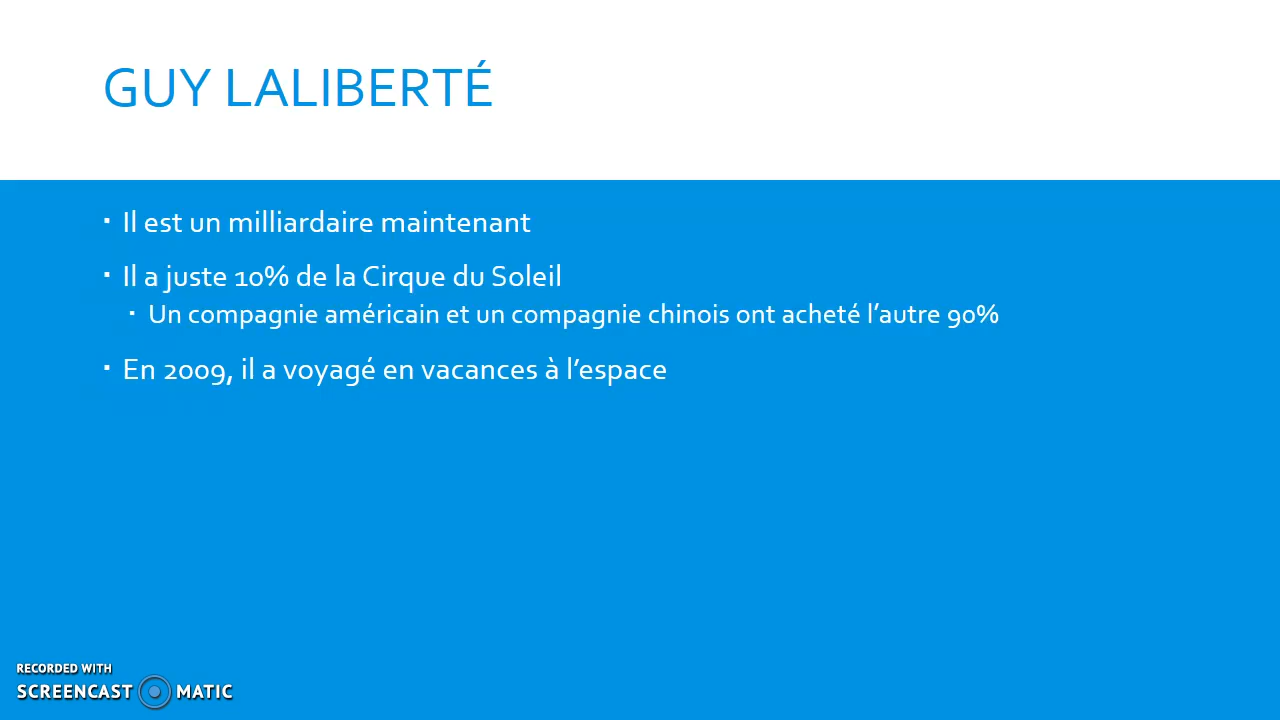 GUY LALIBERTÉ
▪ Il est un milliardaire maintenant
▪ Il a juste 10% de la Cirque du Soleil
▪ Un compagnie américain et un compagnie chinois ont acheté l’autre 90%
▪ En 2009, il a voyagé en vacances à l’espace
RECORDED WITH
SCREENCAST MATIC